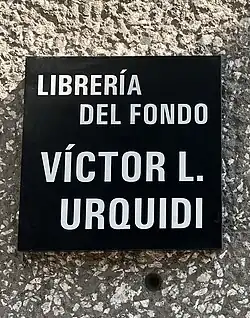 LIBRERÍA
DEL FONDO
VÍCTOR L.
URQUIDI